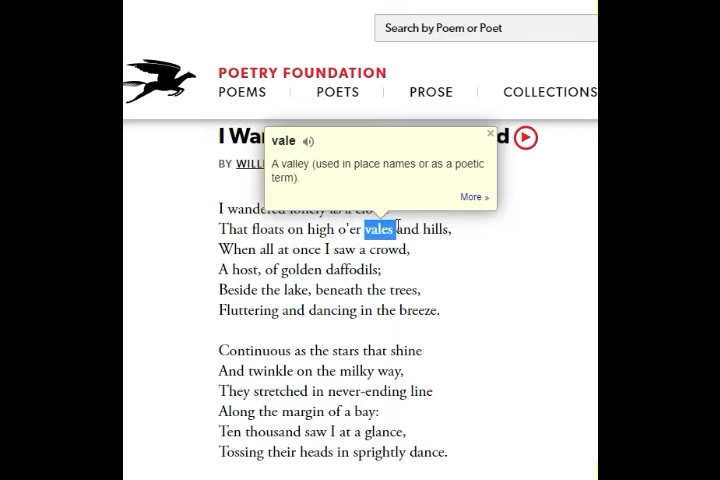 Search by Poem or Poet
POETRY FOUNDATION
POEMS POETS PROSE COLLECTIONS
I Wa d
BY WILLI
vale
A valley (used in place names or as a poetic
term).
More »
I wandered lonely as a clo
That floats on high o'er vales and hills,
When all at once I saw a crowd,
A host, of golden daffodils;
Beside the lake, beneath the trees,
Fluttering and dancing in the breeze.
Continuous as the stars that shine
And twinkle on the milky way,
They stretched in never-ending line
Along the margin of a bay:
Ten thousand saw I at a glance,
Tossing their heads in sprightly dance.